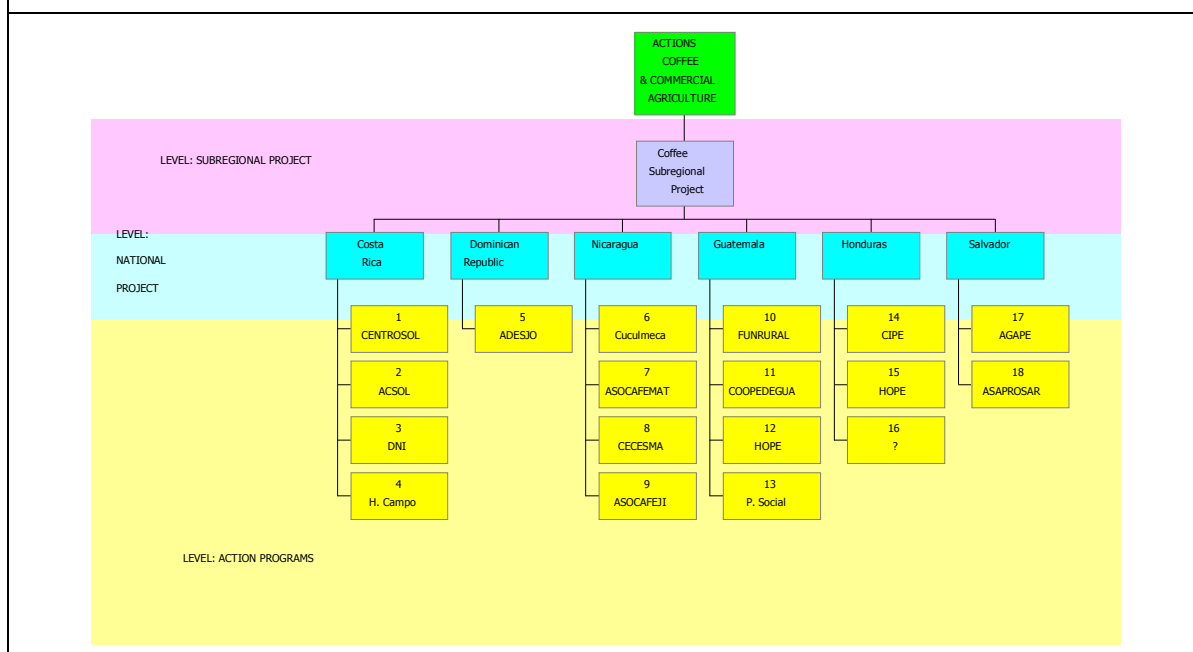 ACTIONS
COFFEE
& COMMERCIAL
AGRICULTURE
LEVEL: SUBREGIONAL PROJECT
Coffee
Subregional
Project
LEVEL:
NATIONAL
PROJECT
Costa
Rica
Dominican
Republic
Nicaragua
Guatemala
Honduras
Salvador
1
CENTROSOL
2
ACSOL
3
DNI
4
H. Campo
5
ADESJO
6
Cuculmeca
7
ASOCAFEMAT
8
CECESMA
9
ASOCAFEJI
10
FUNRURAL
11
COOPEDEGUA
12
HOPE
13
P. Social
14
CIPE
15
HOPE
16
?
17
AGAPE
18
ASAPROSAR
LEVEL: ACTION PROGRAMS